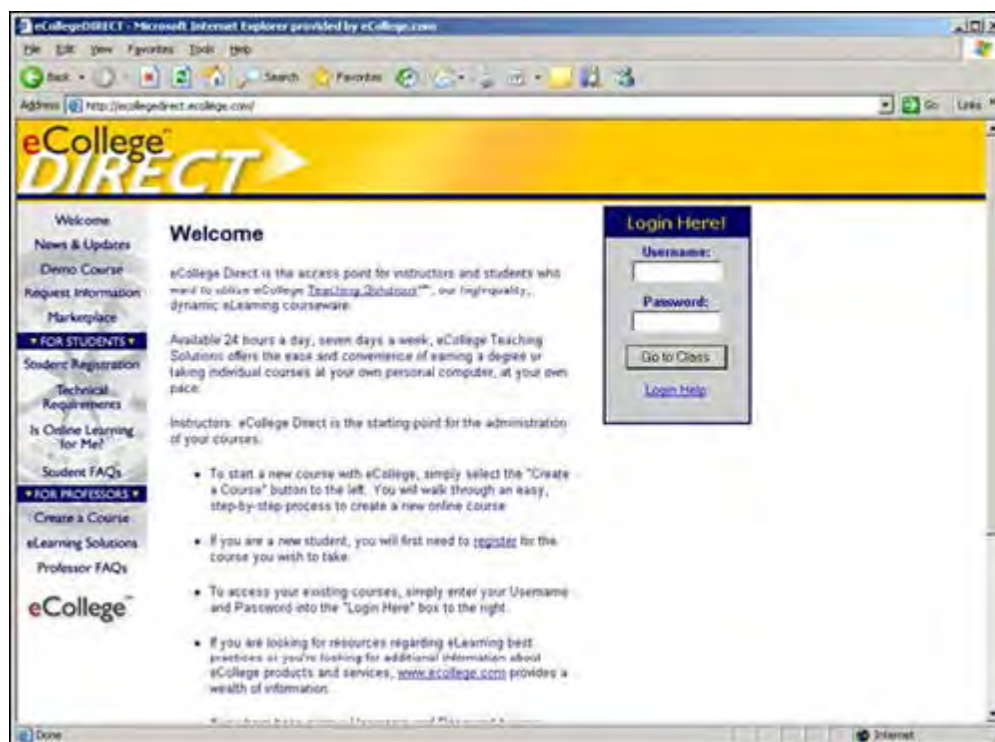 eCollegeDIRECT - Microsoft Internet Explorer provided by eCollege.com
File Edit View Favorites Tools Help
Back Search Favorites
Address http://ecollegedirect.ecollege.com/ Go Links
eCollege™
DIRECT
Welcome
News & Updates
Demo Course
Request Information
Marketplace
FOR STUDENTS
Student Registration
Technical
Requirements
Is Online Learning
for Me?
Student FAQs
FOR PROFESSORS
Create a Course
eLearning Solutions
Professor FAQs
eCollege™
Welcome
eCollege Direct is the access point for instructors and students who
want to utilize eCollege Teaching Solutions℠, our high-quality,
dynamic eLearning courseware.
Available 24 hours a day, seven days a week, eCollege Teaching
Solutions offers the ease and convenience of earning a degree or
taking individual courses at your own personal computer, at your own
pace.
Instructors: eCollege Direct is the starting point for the administration
of your courses.
• To start a new course with eCollege, simply select the "Create
a Course" button to the left. You will walk through an easy,
step-by-step process to create a new online course
• If you are a new student, you will first need to register for the
course you wish to take.
• To access your existing courses, simply enter your Username
and Password into the "Login Here" box to the right.
• If you are looking for resources regarding eLearning best
practices or you're looking for additional information about
eCollege products and services, www.ecollege.com provides a
wealth of information.
Login Here!
Username:
Password:
Go to Class
Login Help
Done
Internet